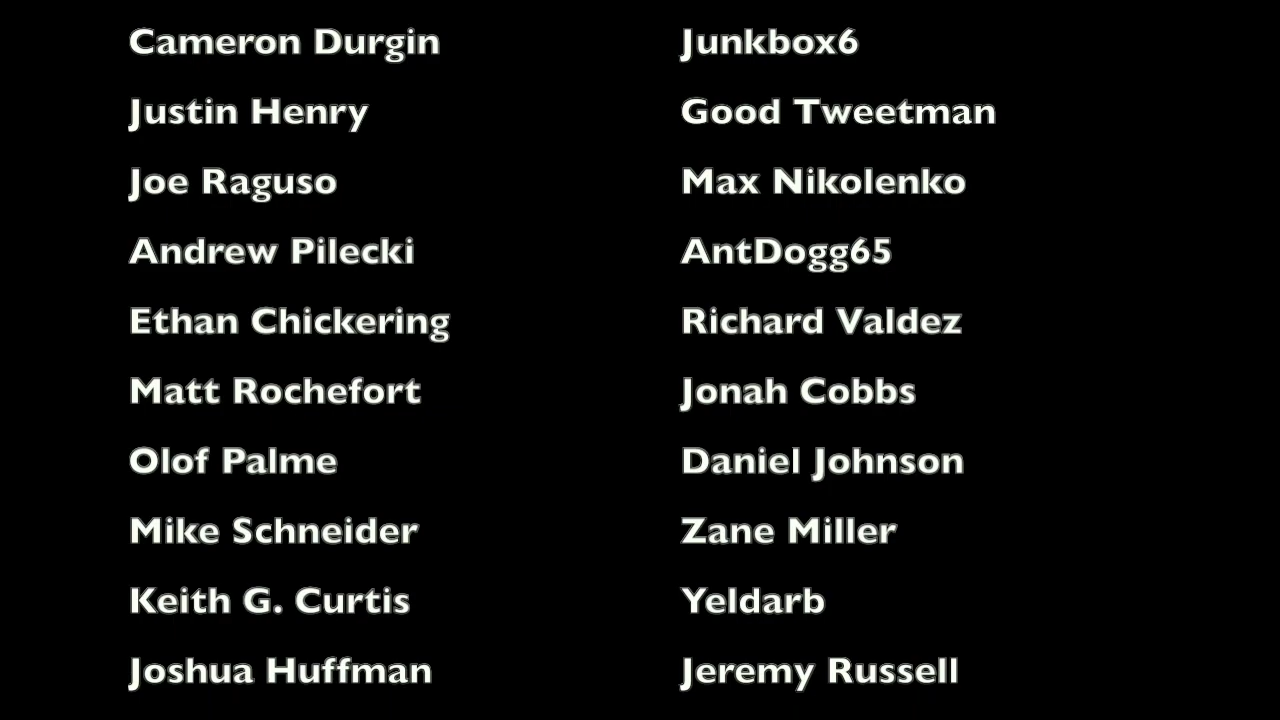 Cameron Durgin
Junkbox6
Justin Henry
Good Tweetman
Joe Raguso
Max Nikolenko
Andrew Pilecki
AntDogg65
Ethan Chickering
Richard Valdez
Matt Rochefort
Jonah Cobbs
Olof Palme
Daniel Johnson
Mike Schneider
Zane Miller
Keith G. Curtis
Yeldarb
Joshua Huffman
Jeremy Russell